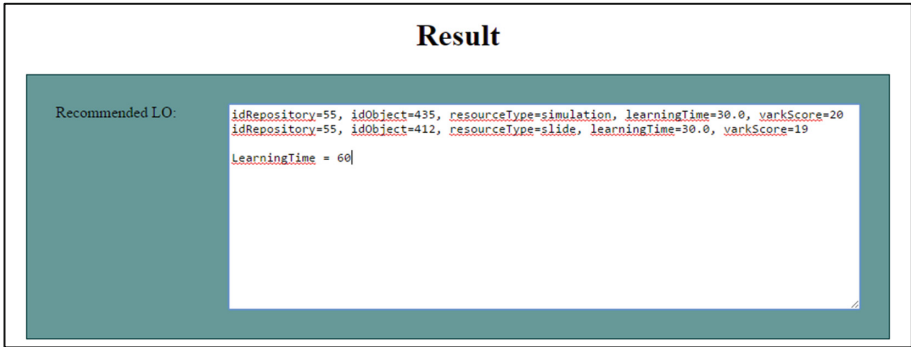 Result
Recommended LO:
idRepository=55, idObject=435, resourceType=simulation, learningTime=30.0, varkScore=20
idRepository=55, idObject=412, resourceType=slide, learningTime=30.0, varkScore=19
LearningTime = 60